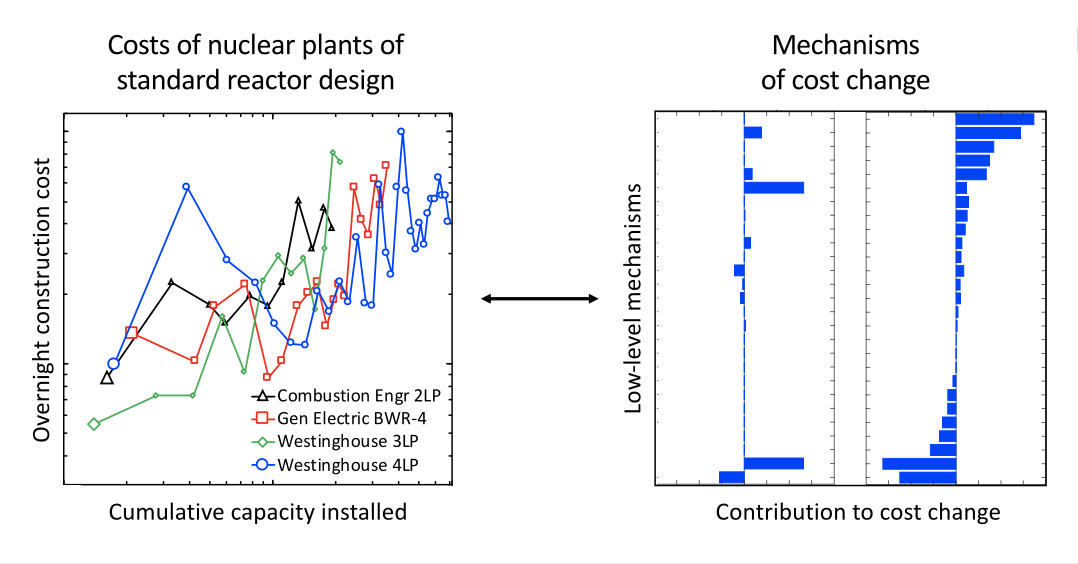 Costs of nuclear plants of
standard reactor design
Overnight construction cost
Combustion Engr 2LP
Gen Electric BWR-4
Westinghouse 3LP
Westinghouse 4LP
Cumulative capacity installed
Mechanisms
of cost change
Low-level mechanisms
Contribution to cost change